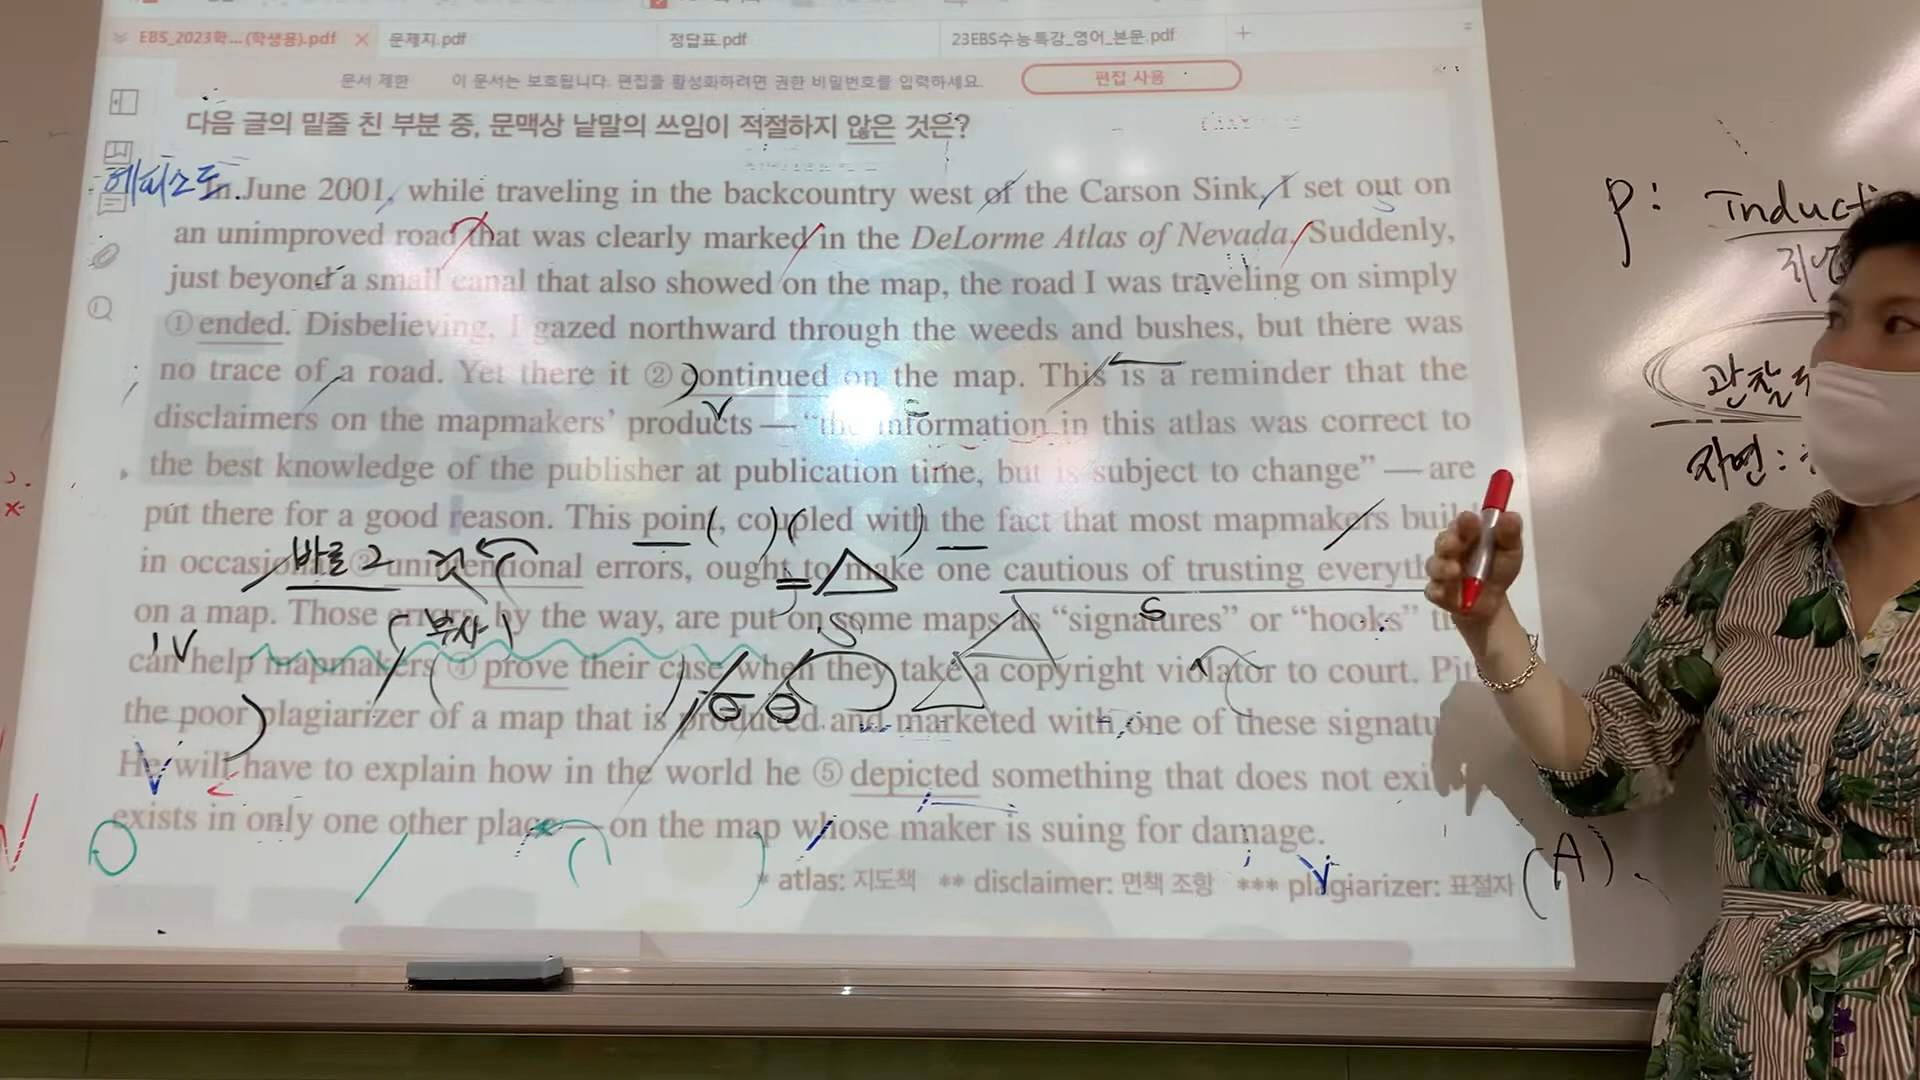 EBS_2023학...(학생용).pdf
문제지.pdf
정답표.pdf
23EBS수능특강_영어_본문.pdf
문서 제한 이 문서는 보호됩니다. 편집을 활성화하려면 권한 비밀번호를 입력하세요.
편집 사용
다음 글의 밑줄 친 부분 중, 문맥상 낱말의 쓰임이 적절하지 않은 것은?
에피소드
In June 2001, while traveling in the backcountry west of the Carson Sink, I set out on
an unimproved road that was clearly marked in the DeLorme Atlas of Nevada. Suddenly,
just beyond a small canal that also showed on the map, the road I was traveling on simply
① ended. Disbelieving, I gazed northward through the weeds and bushes, but there was
no trace of a road. Yet there it ② continued on the map. This is a reminder that the
disclaimers on the mapmakers' products — “the information in this atlas was correct to
the best knowledge of the publisher at publication time, but is subject to change” — are
put there for a good reason. This point, coupled with the fact that most mapmakers
바로 그 것
in ③ unintentional errors, ought to make one cautious of trusting
on a map. Those errors, by the way, are put on some maps as “signatures” or “hooks”
부사
S
S
can help mapmakers ④ prove their case when they take a copyright violator to court.
the poor plagiarizer of a map that is produced and marketed with one of these
He will have to explain how in the world he ⑤ depicted something that does not
exists in only one other place — on the map whose maker is suing for damage.
* atlas: 지도책 ** disclaimer: 면책 조항 *** plagiarizer: 표절자
(A)
P:
관찰
자연: